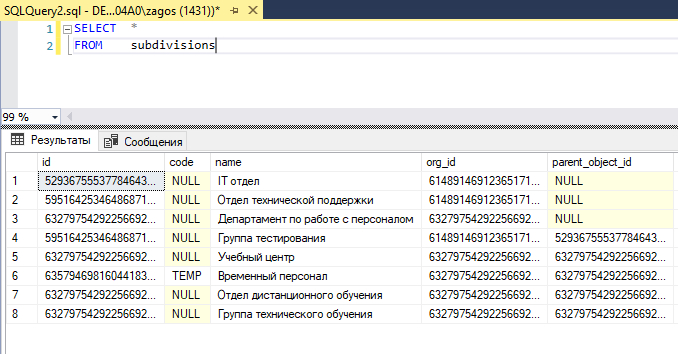 SQLQuery2.sql - DE...04A0\zagos (1431))*
1 SELECT *
2 FROM subdivisions
99 %
Результаты Сообщения
id code name org_id parent_object_id
1 52936755537784643... NULL IT отдел 61489146912365171... NULL
2 59516425346486871... NULL Отдел технической поддержки 61489146912365171... NULL
3 63279754292256692... NULL Департамент по работе с персоналом 63279754292256692... NULL
4 59516425346486871... NULL Группа тестирования 61489146912365171... 52936755537784643...
5 63279754292256692... NULL Учебный центр 63279754292256692... 63279754292256692...
6 63579469816044183... TEMP Временный персонал 63279754292256692... 63279754292256692...
7 63279754292256692... NULL Отдел дистанционного обучения 63279754292256692... 63279754292256692...
8 63279754292256692... NULL Группа технического обучения 63279754292256692... 63279754292256692...